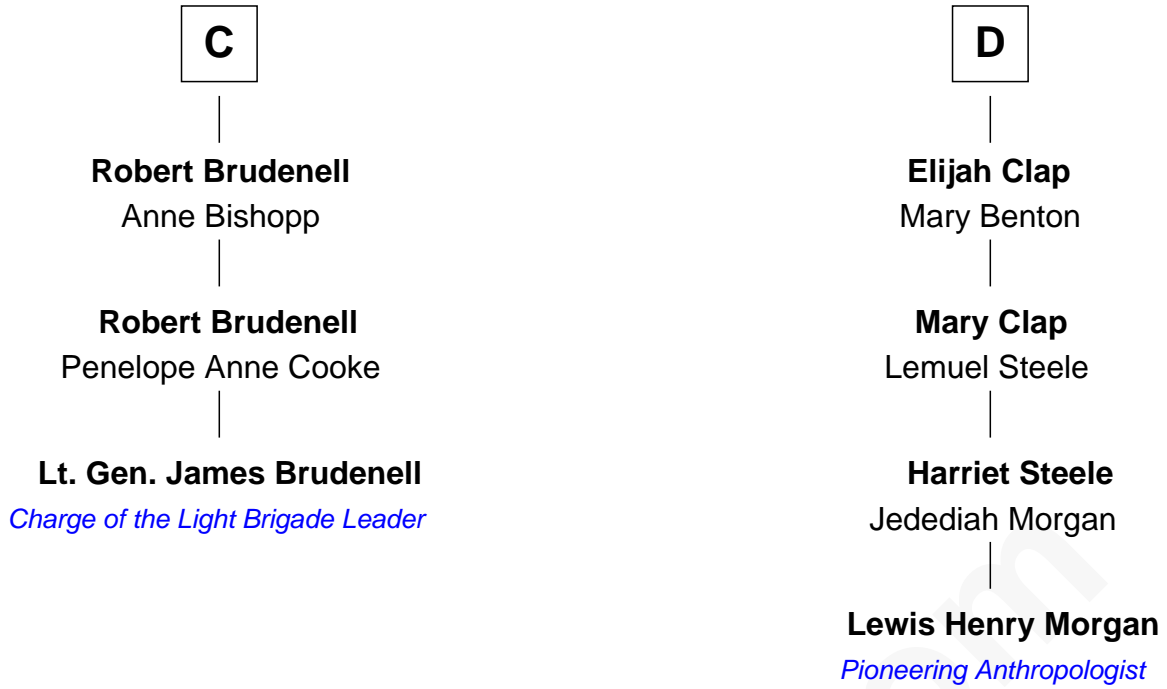 C
Robert Brudenell
Anne Bishopp
Robert Brudenell
Penelope Anne Cooke
Lt. Gen. James Brudenell
Charge of the Light Brigade Leader
D
Elijah Clap
Mary Benton
Mary Clap
Lemuel Steele
Harriet Steele
Jedediah Morgan
Lewis Henry Morgan
Pioneering Anthropologist